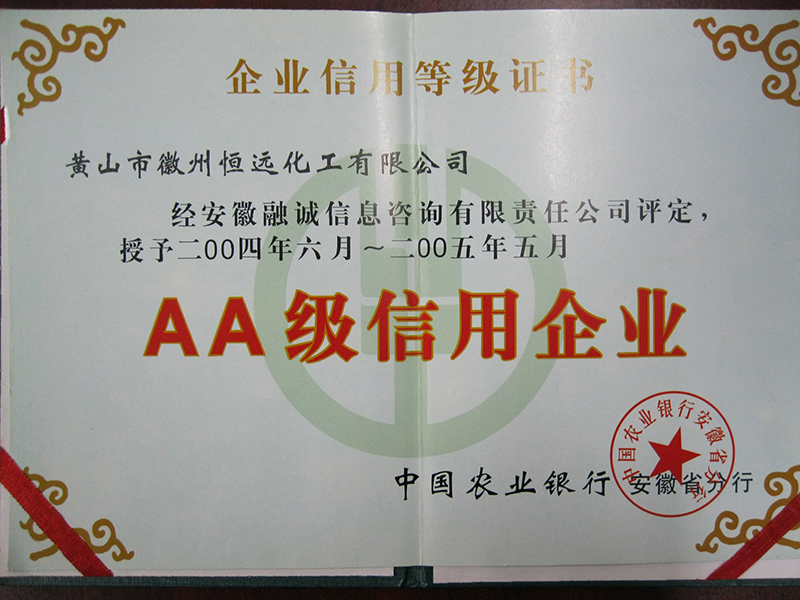 企业信用等级证书
黄山市徽州恒远化工有限公司
经安徽融诚信息咨询有限责任公司评定，
授予二00四年六月～二00五年五月
AA级信用企业
中国农业银行安徽省分行
中国农业银行 安徽省分行